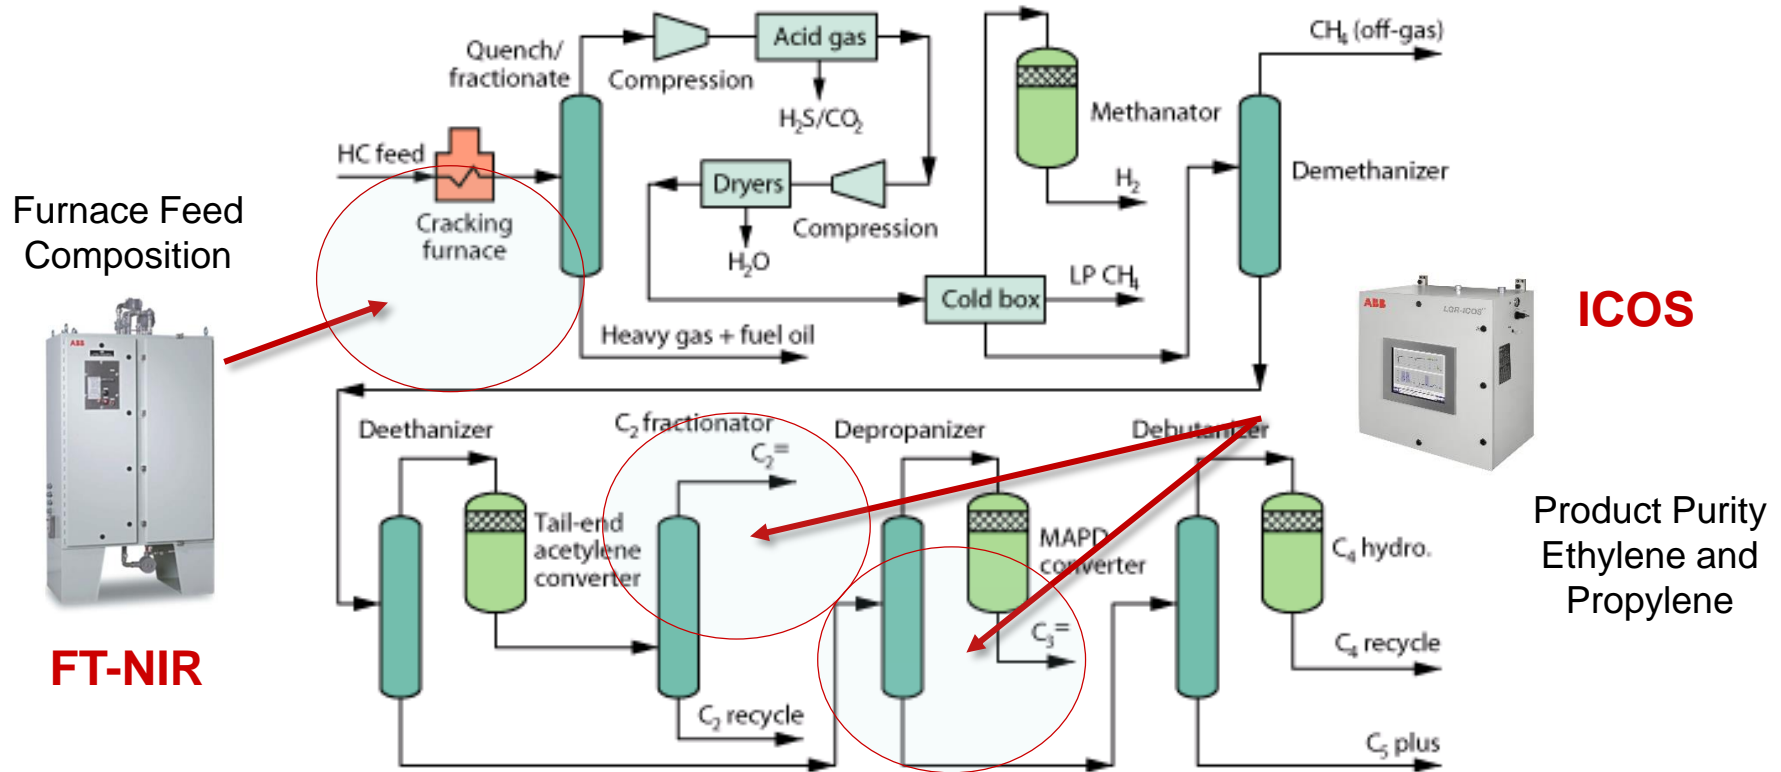 Quench/
fractionate
Compression
Acid gas
H₂S/CO₂
CH₄ (off-gas)
Methanator
H₂
Demethanizer
HC feed
Cracking
furnace
Dryers
H₂O
Compression
Cold box
LP CH₄
Heavy gas + fuel oil
Furnace Feed
Composition
ABB
FT-NIR
ABB
LGR-ICOS
ICOS
Product Purity
Ethylene and
Propylene
Deethanizer
C₂ fractionator
C₂=
Depropanizer
Debutanizer
Tail-end
acetylene
converter
MAPD
converter
C₃=
C₄ hydro.
C₂ recycle
C₄ recycle
C₅ plus